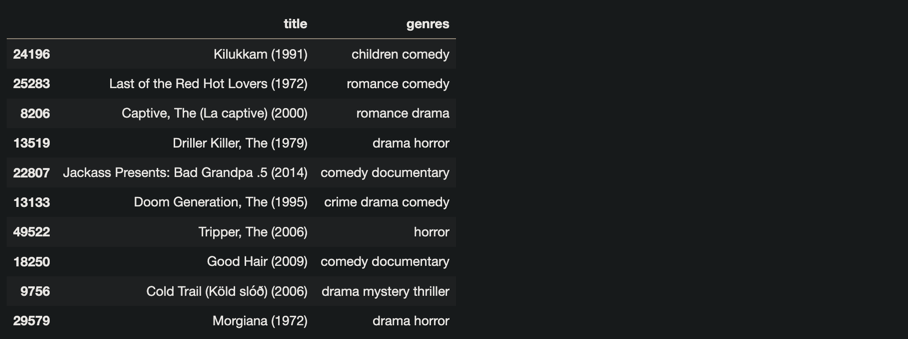 title genres
24196 Kilukkam (1991) children comedy
25283 Last of the Red Hot Lovers (1972) romance comedy
8206 Captive, The (La captive) (2000) romance drama
13519 Driller Killer, The (1979) drama horror
22807 Jackass Presents: Bad Grandpa .5 (2014) comedy documentary
13133 Doom Generation, The (1995) crime drama comedy
49522 Tripper, The (2006) horror
18250 Good Hair (2009) comedy documentary
9756 Cold Trail (Köld slóð) (2006) drama mystery thriller
29579 Morgiana (1972) drama horror